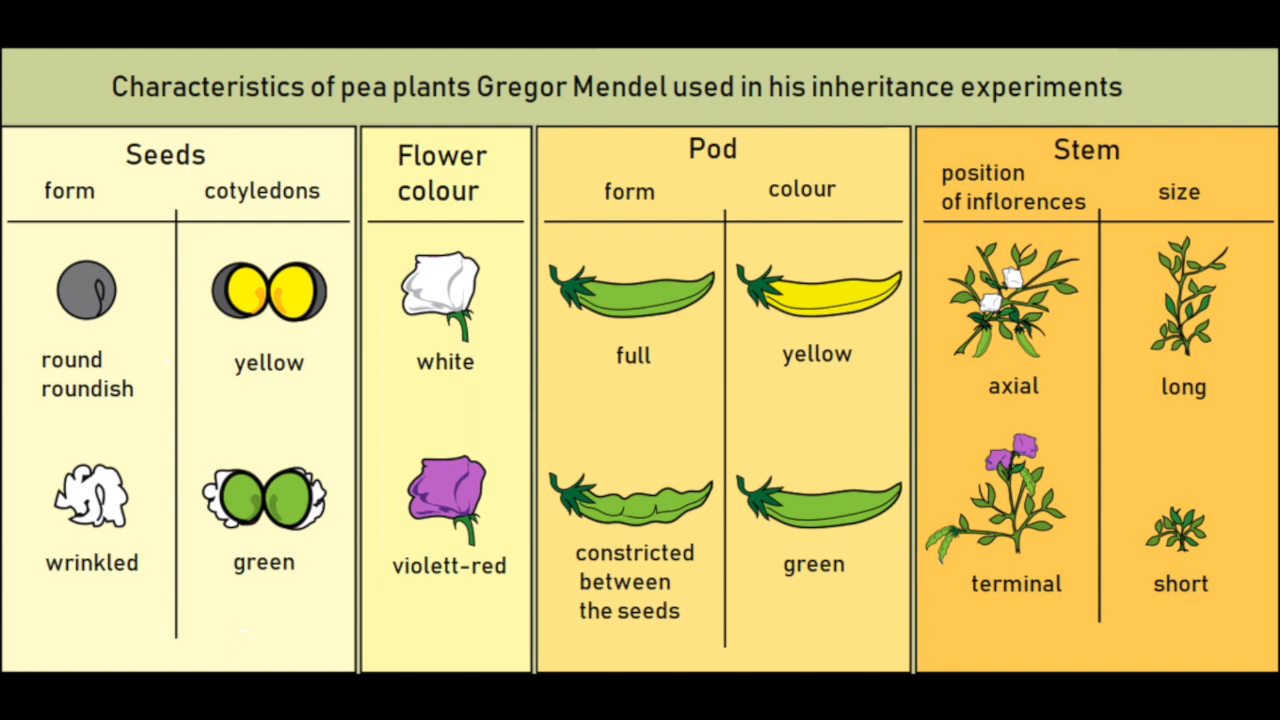 Characteristics of pea plants Gregor Mendel used in his inheritance experiments
Seeds
form
cotyledons
round
roundish
yellow
wrinkled
green
Flower
colour
white
violett-red
Pod
form
colour
full
yellow
constricted
between
the seeds
green
Stem
position
of inflorences
size
axial
long
terminal
short